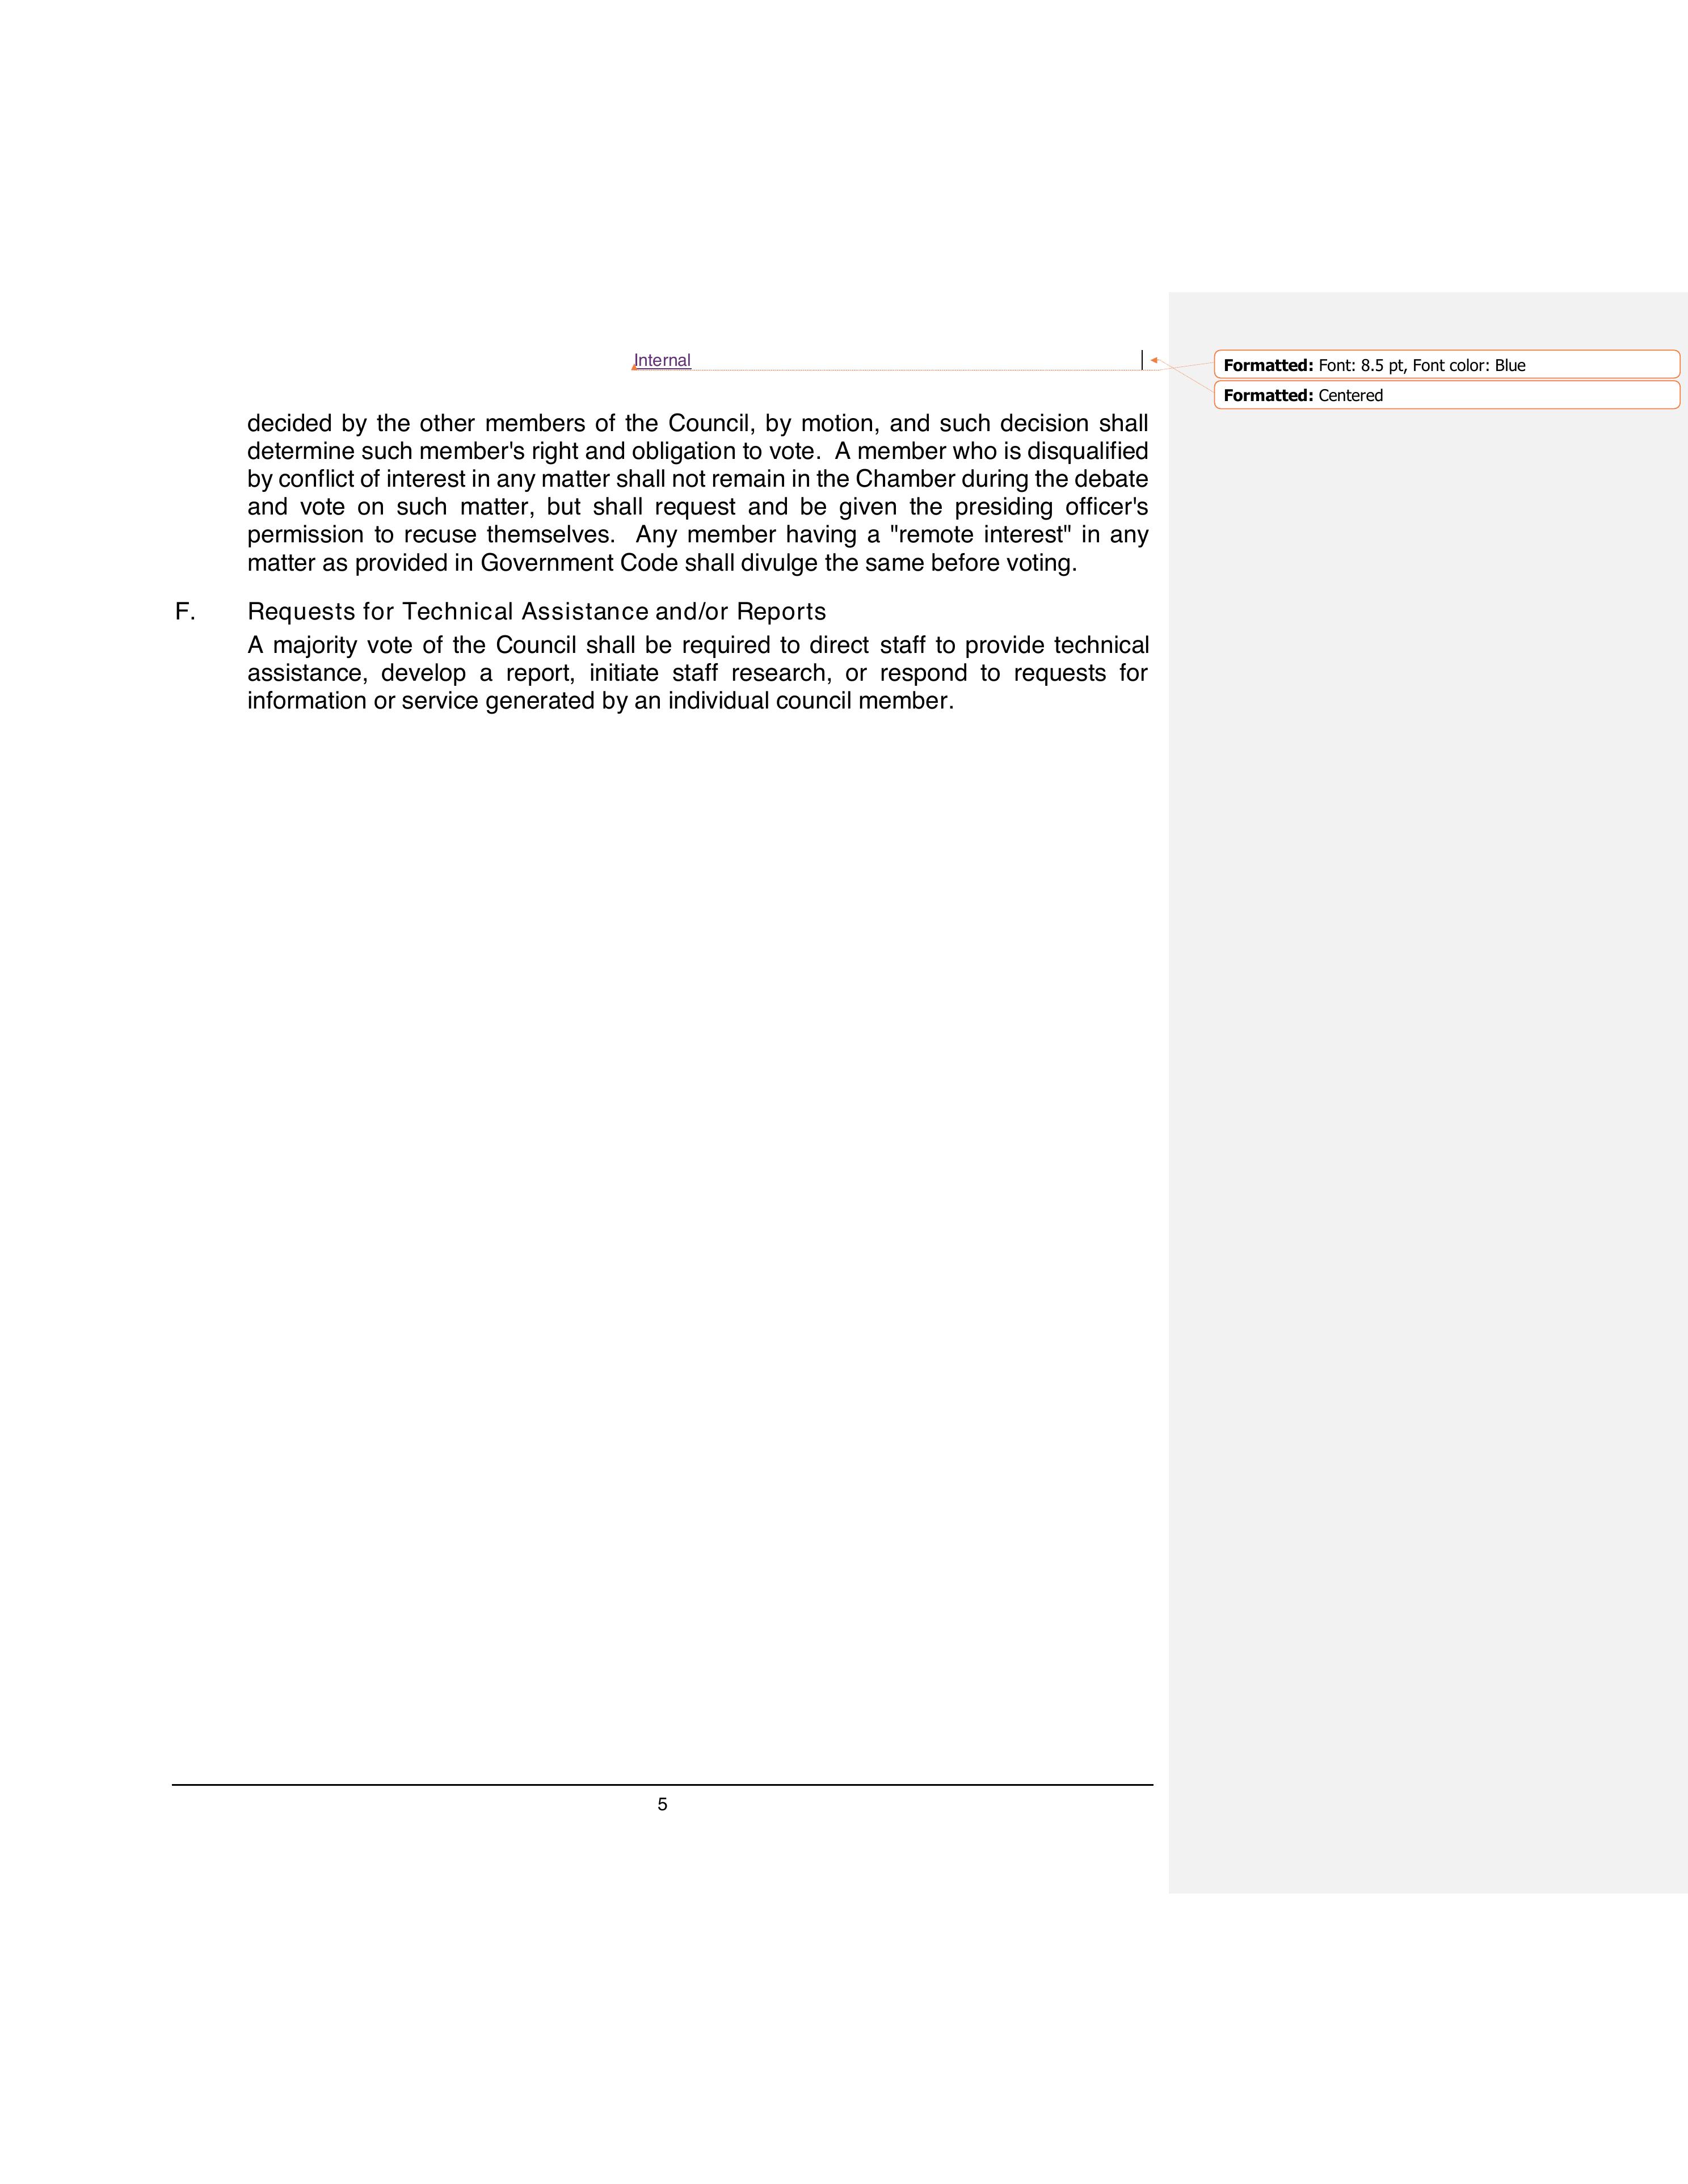 Internal
Formatted: Font: 8.5 pt, Font color: Blue
Formatted: Centered
decided by the other members of the Council, by motion, and such decision shall
determine such member's right and obligation to vote.  A member who is disqualified
by conflict of interest in any matter shall not remain in the Chamber during the debate
and vote on such matter, but shall request and be given the presiding officer's
permission to recuse themselves.  Any member having a "remote interest" in any
matter as provided in Government Code shall divulge the same before voting.
F. Requests for Technical Assistance and/or Reports
A majority vote of the Council shall be required to direct staff to provide technical
assistance, develop a report, initiate staff research, or respond to requests for
information or service generated by an individual council member.
5